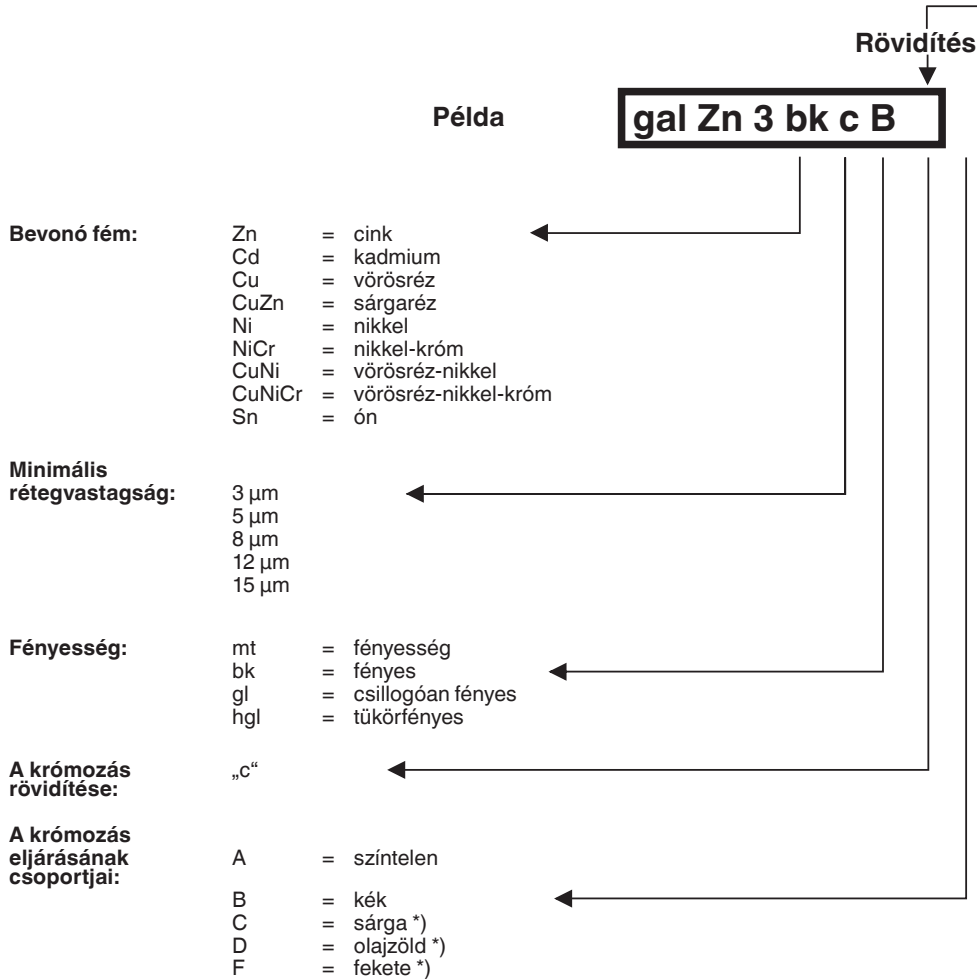 Rövidítés
Példa
gal Zn 3 bk c B
Bevonó fém: Zn = cink
Cd = kadmium
Cu = vörösréz
CuZn = sárgaréz
Ni = nikkel
NiCr = nikkel-króm
CuNi = vörösréz-nikkel
CuNiCr = vörösréz-nikkel-króm
Sn = ón
Minimális
rétegvastagság: 3 µm
5 µm
8 µm
12 µm
15 µm
Fényesség: mt = fényesség
bk = fényes
gl = csillogóan fényes
hgl = tükörfényes
A krómozás „c“
rövidítése:
A krómozás
eljárásának A = színtelen
csoportjai:
B = kék
C = sárga *)
D = olajzöld *)
F = fekete *)